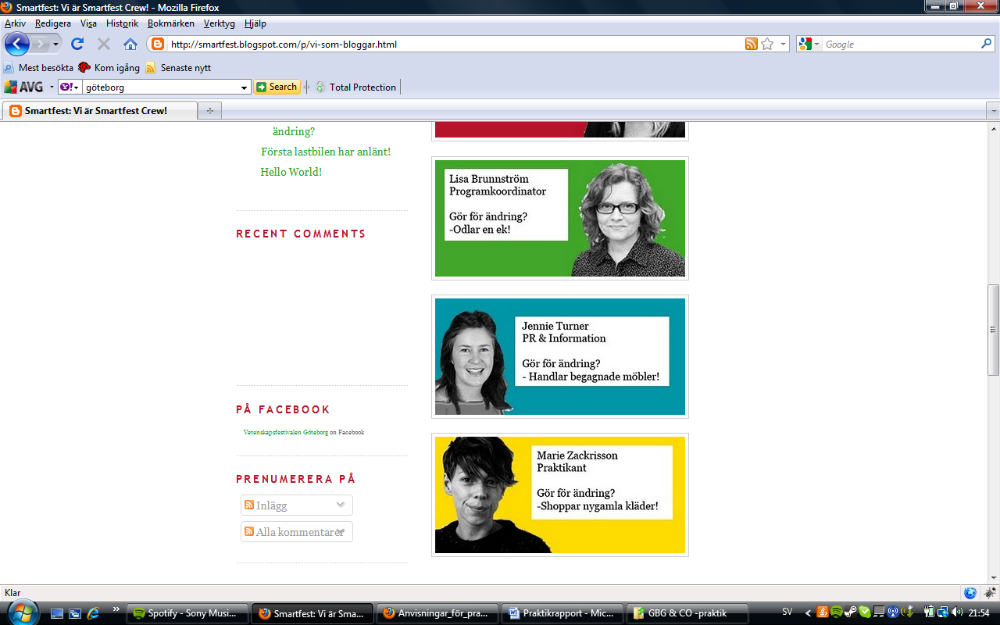 Smartfest: Vi är Smartfest Crew! - Mozilla Firefox
Arkiv Redigera Visa Historik Bokmärken Verktyg Hjälp
http://smartfest.blogspot.com/p/vi-som-bloggar.html
Google
Mest besökta Kom igång Senaste nytt
AVG Y! göteborg Search Total Protection
Smartfest: Vi är Smartfest Crew!
ändring?
Första lastbilen har anlänt!
Hello World!
RECENT COMMENTS
PÅ FACEBOOK
Vetenskapsfestivalen Göteborg on Facebook
PRENUMERERA PÅ
Inlägg
Alla kommentarer
Lisa Brunnström
Programkoordinator
Gör för ändring?
-Odlar en ek!
Jennie Turner
PR & Information
Gör för ändring?
- Handlar begagnade möbler!
Marie Zackrisson
Praktikant
Gör för ändring?
-Shoppar nygamla kläder!
Klar
Spotify - Sony Musi... Smartfest: Vi är Sma... Anvisningar_för_pra... Praktikrapport - Mic... GBG & CO -praktik SV 21:54